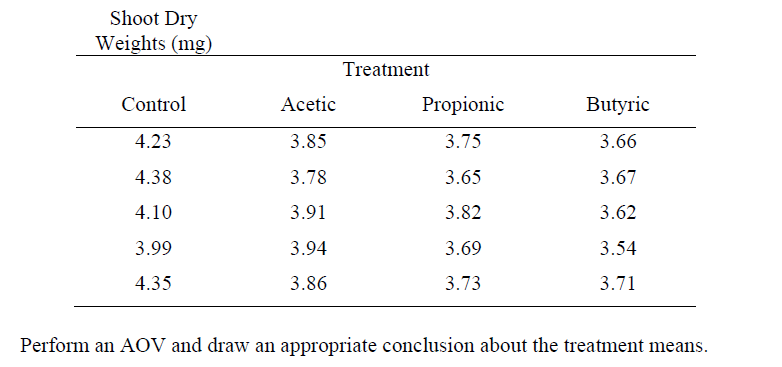 Shoot Dry
Weights (mg)
Treatment
Control Acetic Propionic Butyric
4.23 3.85 3.75 3.66
4.38 3.78 3.65 3.67
4.10 3.91 3.82 3.62
3.99 3.94 3.69 3.54
4.35 3.86 3.73 3.71
Perform an AOV and draw an appropriate conclusion about the treatment means.